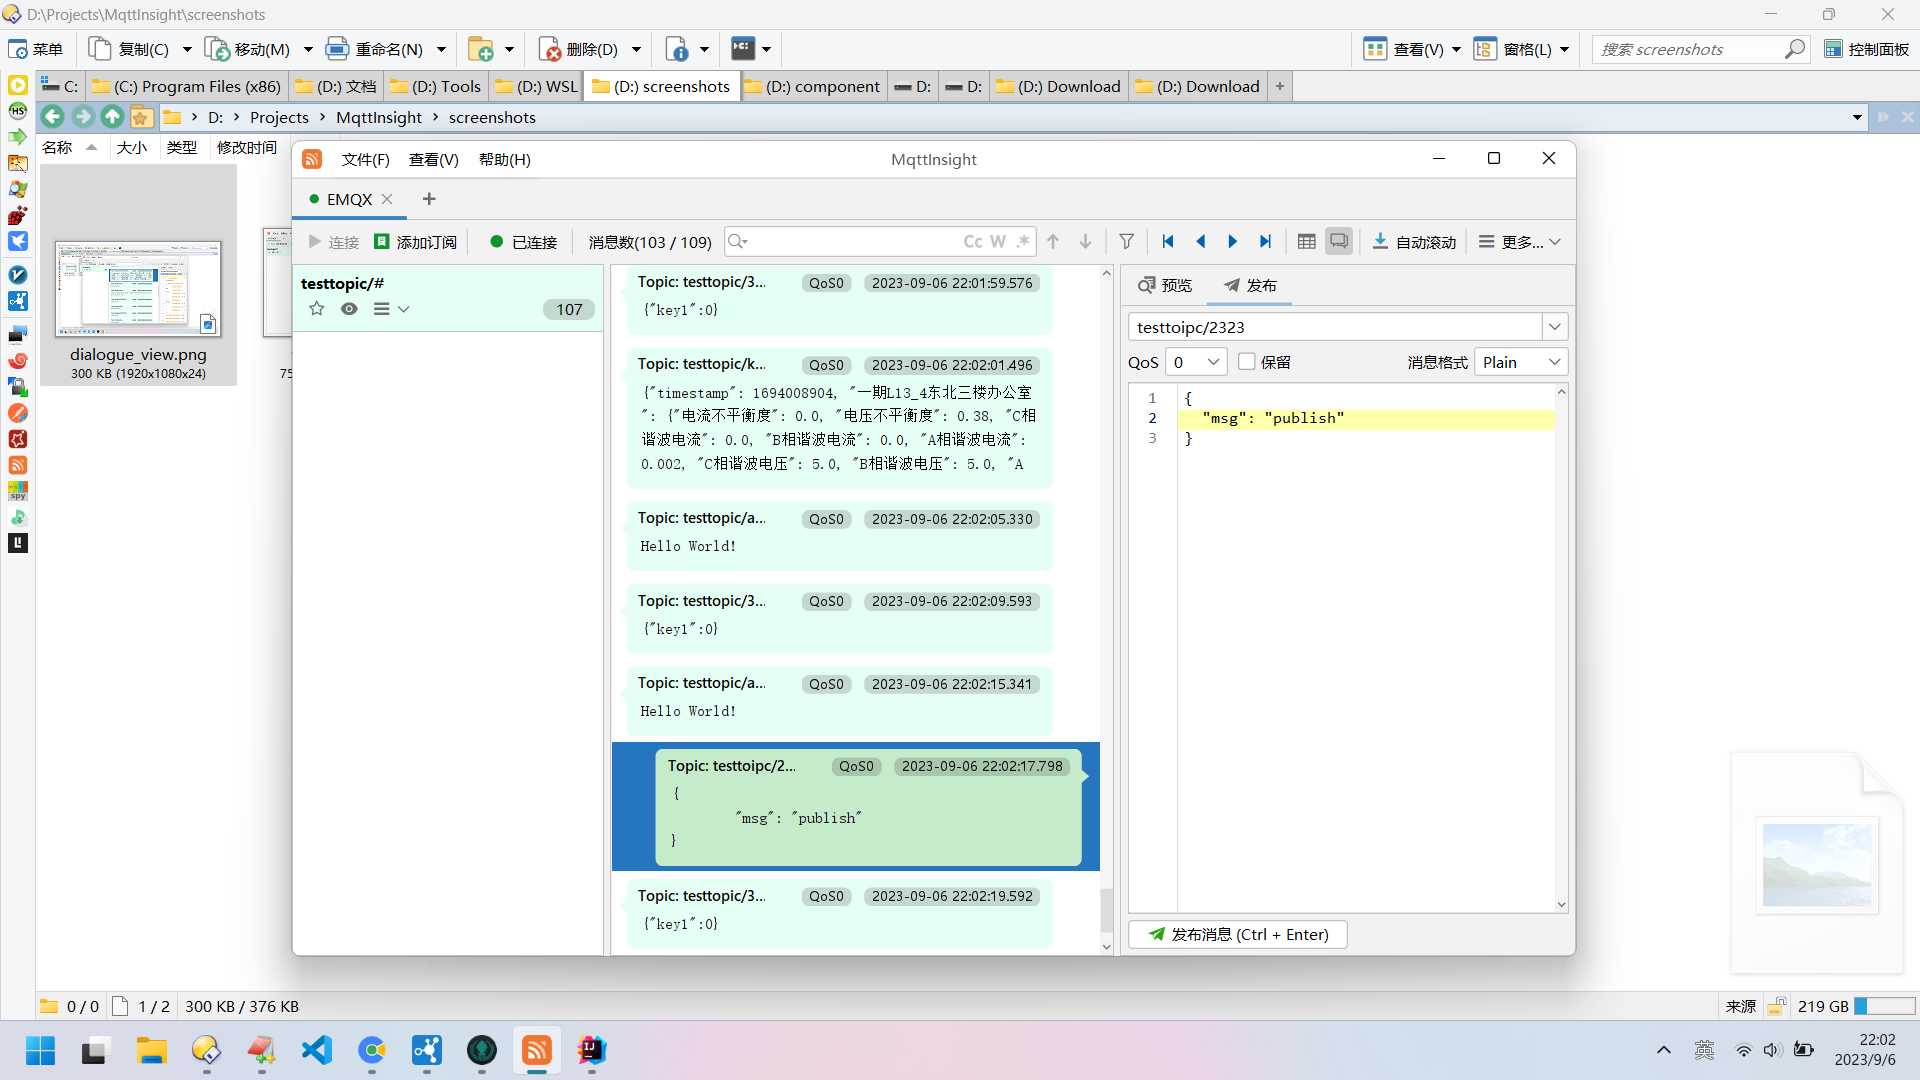 D:\Projects\MqttInsight\screenshots
菜单 复制(C) 移动(M) 重命名(N) 删除(D) 查看(V) 窗格(L) 搜索 screenshots 控制面板
C: (C:) Program Files (x86) (D:) 文档 (D:) Tools (D:) WSL (D:) screenshots (D:) component D: D: (D:) Download (D:) Download +
D: › Projects › MqttInsight › screenshots
名称 大小 类型 修改时间
dialogue_view.png
300 KB (1920x1080x24)
75
文件(F) 查看(V) 帮助(H) MqttInsight
EMQX
连接 添加订阅 已连接 消息数(103 / 109) Cc W .* 自动滚动 更多...
testtopic/#
107
Topic: testtopic/3... QoS0 2023-09-06 22:01:59.576
{"key1":0}
Topic: testtopic/k... QoS0 2023-09-06 22:02:01.496
{"timestamp": 1694008904, "一期L13_4东北三楼办公室
": {"电流不平衡度": 0.0, "电压不平衡度": 0.38, "C相
谐波电流": 0.0, "B相谐波电流": 0.0, "A相谐波电流":
0.002, "C相谐波电压": 5.0, "B相谐波电压": 5.0, "A
Topic: testtopic/a... QoS0 2023-09-06 22:02:05.330
Hello World!
Topic: testtopic/3... QoS0 2023-09-06 22:02:09.593
{"key1":0}
Topic: testtopic/a... QoS0 2023-09-06 22:02:15.341
Hello World!
Topic: testtoipc/2... QoS0 2023-09-06 22:02:17.798
{
"msg": "publish"
}
Topic: testtopic/3... QoS0 2023-09-06 22:02:19.592
{"key1":0}
预览 发布
testtoipc/2323
QoS 0 保留 消息格式 Plain
1 {
2 "msg": "publish"
3 }
发布消息 (Ctrl + Enter)
0 / 0 1 / 2 300 KB / 376 KB 来源 219 GB
英 22:02
2023/9/6